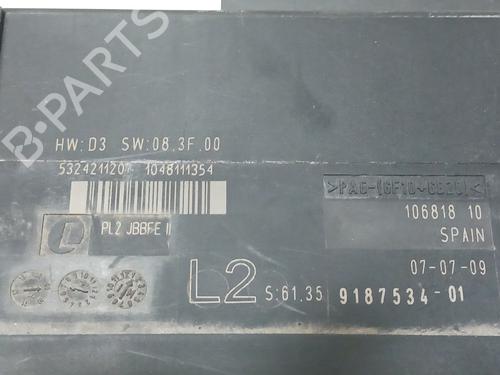 B-PARTS
HW:D3 SW:08.3F.00
5324211207 1048111354
>PA6-(GF10+GB20)<
106818 10
SPAIN
L PL2 JBBFE II
07-07-09
L2 S:61.35 9187534-01